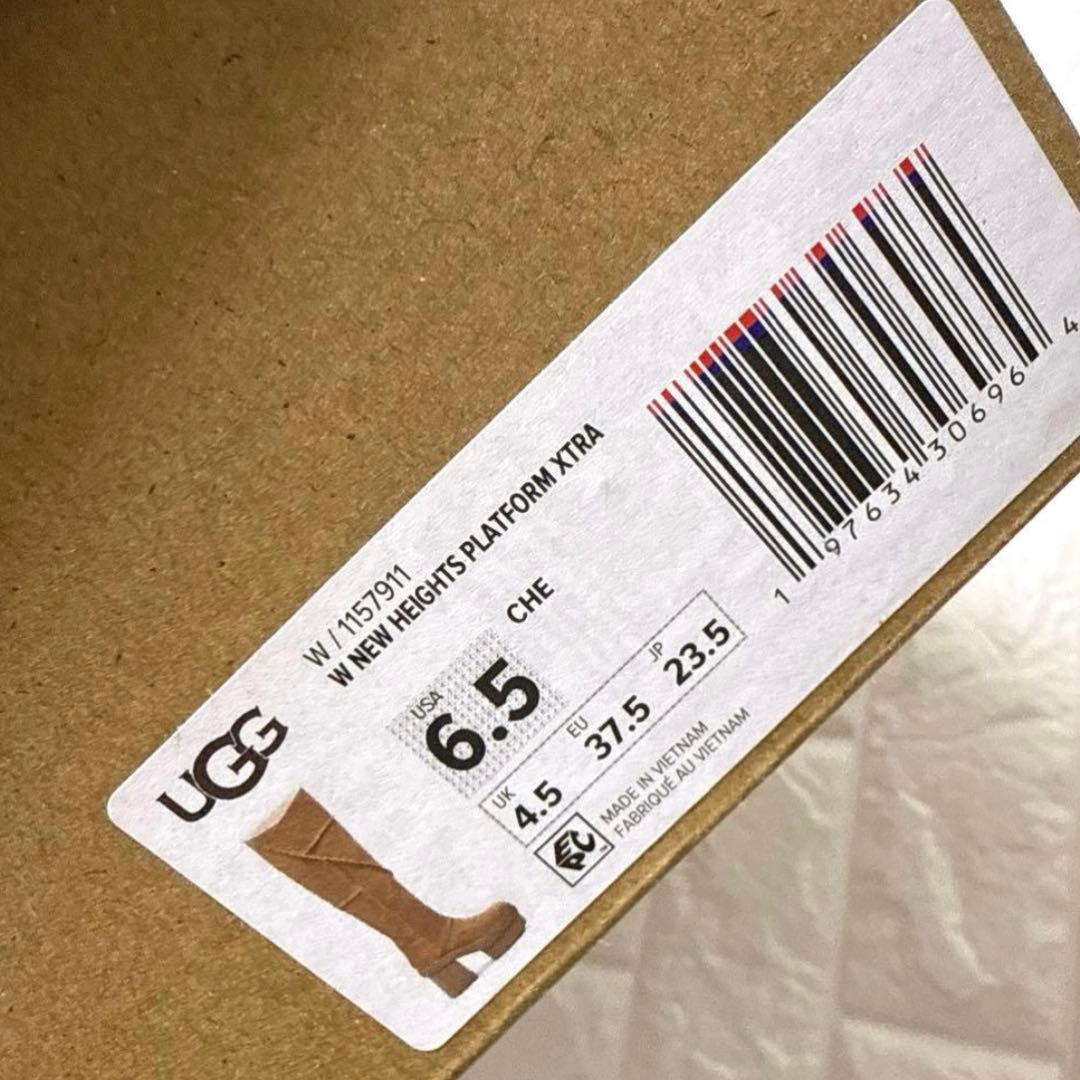 UGG
W / 1157911
W NEW HEIGHTS PLATFORM XTRA
USA
6.5
CHE
UK
4.5
EU
37.5
JP
23.5
EPC
MADE IN VIETNAM
FABRIQUÉ AU VIETNAM
1 97634 30696 4